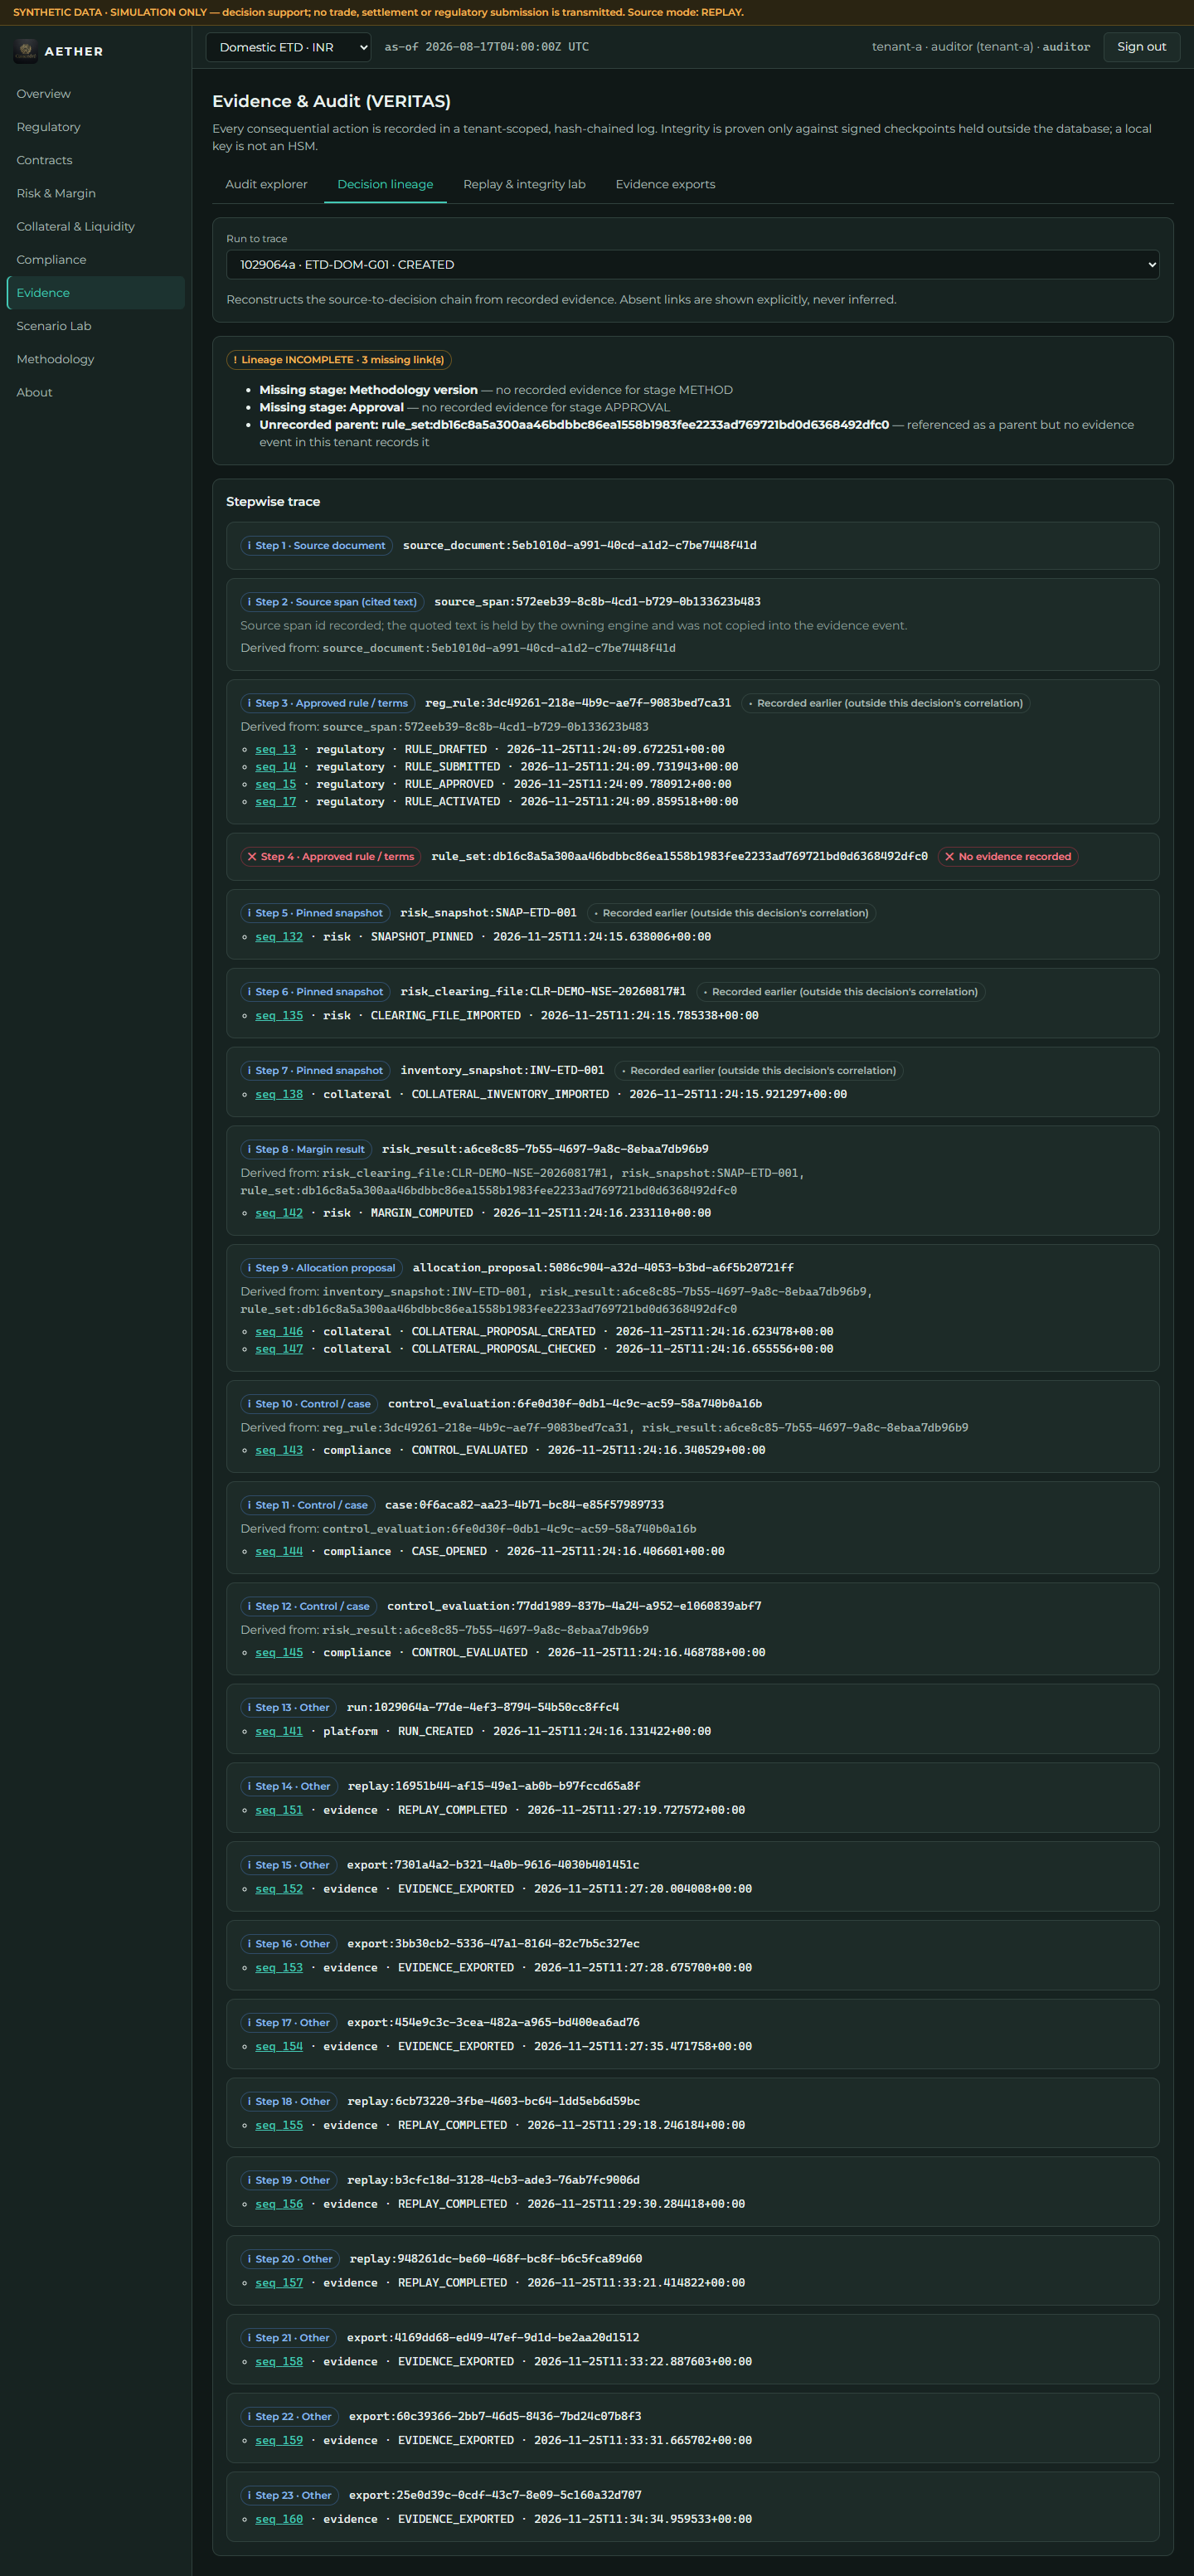 SYNTHETIC DATA · SIMULATION ONLY — decision support; no trade, settlement or regulatory submission is transmitted. Source mode: REPLAY.
AETHER
Domestic ETD · INR
as-of 2026-08-17T04:00:00Z UTC
tenant-a · auditor (tenant-a) · auditor
Sign out
Overview
Regulatory
Contracts
Risk & Margin
Collateral & Liquidity
Compliance
Evidence
Scenario Lab
Methodology
About
Evidence & Audit (VERITAS)
Every consequential action is recorded in a tenant-scoped, hash-chained log. Integrity is proven only against signed checkpoints held outside the database; a local
key is not an HSM.
Audit explorer
Decision lineage
Replay & integrity lab
Evidence exports
Run to trace
1029064a · ETD-DOM-G01 · CREATED
Reconstructs the source-to-decision chain from recorded evidence. Absent links are shown explicitly, never inferred.
! Lineage INCOMPLETE · 3 missing link(s)
• Missing stage: Methodology version — no recorded evidence for stage METHOD
• Missing stage: Approval — no recorded evidence for stage APPROVAL
• Unrecorded parent: rule_set:db16c8a5a300aa46bdbbc86ea1558b1983fee2233ad769721bd0d6368492dfc0 — referenced as a parent but no evidence
event in this tenant records it
Stepwise trace
i Step 1 · Source document source_document:5eb1010d-a991-40cd-a1d2-c7be7448f41d
i Step 2 · Source span (cited text) source_span:572eeb39-8c8b-4cd1-b729-0b133623b483
Source span id recorded; the quoted text is held by the owning engine and was not copied into the evidence event.
Derived from: source_document:5eb1010d-a991-40cd-a1d2-c7be7448f41d
i Step 3 · Approved rule / terms reg_rule:3dc49261-218e-4b9c-ae7f-9083bed7ca31 • Recorded earlier (outside this decision's correlation)
Derived from: source_span:572eeb39-8c8b-4cd1-b729-0b133623b483
seq 13 · regulatory · RULE_DRAFTED · 2026-11-25T11:24:09.672251+00:00
seq 14 · regulatory · RULE_SUBMITTED · 2026-11-25T11:24:09.731943+00:00
seq 15 · regulatory · RULE_APPROVED · 2026-11-25T11:24:09.780912+00:00
seq 17 · regulatory · RULE_ACTIVATED · 2026-11-25T11:24:09.859518+00:00
✕ Step 4 · Approved rule / terms rule_set:db16c8a5a300aa46bdbbc86ea1558b1983fee2233ad769721bd0d6368492dfc0 ✕ No evidence recorded
i Step 5 · Pinned snapshot risk_snapshot:SNAP-ETD-001 • Recorded earlier (outside this decision's correlation)
seq 132 · risk · SNAPSHOT_PINNED · 2026-11-25T11:24:15.638006+00:00
i Step 6 · Pinned snapshot risk_clearing_file:CLR-DEMO-NSE-20260817#1 • Recorded earlier (outside this decision's correlation)
seq 135 · risk · CLEARING_FILE_IMPORTED · 2026-11-25T11:24:15.785338+00:00
i Step 7 · Pinned snapshot inventory_snapshot:INV-ETD-001 • Recorded earlier (outside this decision's correlation)
seq 138 · collateral · COLLATERAL_INVENTORY_IMPORTED · 2026-11-25T11:24:15.921297+00:00
i Step 8 · Margin result risk_result:a6ce8c85-7b55-4697-9a8c-8ebaa7db96b9
Derived from: risk_clearing_file:CLR-DEMO-NSE-20260817#1, risk_snapshot:SNAP-ETD-001,
rule_set:db16c8a5a300aa46bdbbc86ea1558b1983fee2233ad769721bd0d6368492dfc0
seq 142 · risk · MARGIN_COMPUTED · 2026-11-25T11:24:16.233110+00:00
i Step 9 · Allocation proposal allocation_proposal:5086c904-a32d-4053-b3bd-a6f5b20721ff
Derived from: inventory_snapshot:INV-ETD-001, risk_result:a6ce8c85-7b55-4697-9a8c-8ebaa7db96b9,
rule_set:db16c8a5a300aa46bdbbc86ea1558b1983fee2233ad769721bd0d6368492dfc0
seq 146 · collateral · COLLATERAL_PROPOSAL_CREATED · 2026-11-25T11:24:16.623478+00:00
seq 147 · collateral · COLLATERAL_PROPOSAL_CHECKED · 2026-11-25T11:24:16.655556+00:00
i Step 10 · Control / case control_evaluation:6fe0d30f-0db1-4c9c-ac59-58a740b0a16b
Derived from: reg_rule:3dc49261-218e-4b9c-ae7f-9083bed7ca31, risk_result:a6ce8c85-7b55-4697-9a8c-8ebaa7db96b9
seq 143 · compliance · CONTROL_EVALUATED · 2026-11-25T11:24:16.340529+00:00
i Step 11 · Control / case case:0f6aca82-aa23-4b71-bc84-e85f57989733
Derived from: control_evaluation:6fe0d30f-0db1-4c9c-ac59-58a740b0a16b
seq 144 · compliance · CASE_OPENED · 2026-11-25T11:24:16.406601+00:00
i Step 12 · Control / case control_evaluation:77dd1989-837b-4a24-a952-e1060839abf7
Derived from: risk_result:a6ce8c85-7b55-4697-9a8c-8ebaa7db96b9
seq 145 · compliance · CONTROL_EVALUATED · 2026-11-25T11:24:16.468788+00:00
i Step 13 · Other run:1029064a-77de-4ef3-8794-54b50cc8ffc4
seq 141 · platform · RUN_CREATED · 2026-11-25T11:24:16.131422+00:00
i Step 14 · Other replay:16951b44-af15-49e1-ab0b-b97fccd65a8f
seq 151 · evidence · REPLAY_COMPLETED · 2026-11-25T11:27:19.727572+00:00
i Step 15 · Other export:7301a4a2-b321-4a0b-9616-4030b401451c
seq 152 · evidence · EVIDENCE_EXPORTED · 2026-11-25T11:27:20.004008+00:00
i Step 16 · Other export:3bb30cb2-5336-47a1-8164-82c7b5c327ec
seq 153 · evidence · EVIDENCE_EXPORTED · 2026-11-25T11:27:28.675700+00:00
i Step 17 · Other export:454e9c3c-3cea-482a-a965-bd400ea6ad76
seq 154 · evidence · EVIDENCE_EXPORTED · 2026-11-25T11:27:35.471758+00:00
i Step 18 · Other replay:6cb73220-3fbe-4603-bc64-1dd5eb6d59bc
seq 155 · evidence · REPLAY_COMPLETED · 2026-11-25T11:29:18.246184+00:00
i Step 19 · Other replay:b3cfc18d-3128-4cb3-ade3-76ab7fc9006d
seq 156 · evidence · REPLAY_COMPLETED · 2026-11-25T11:29:30.284418+00:00
i Step 20 · Other replay:948261dc-be60-468f-bc8f-b6c5fca89d60
seq 157 · evidence · REPLAY_COMPLETED · 2026-11-25T11:33:21.414822+00:00
i Step 21 · Other export:4169dd68-ed49-47ef-9d1d-be2aa20d1512
seq 158 · evidence · EVIDENCE_EXPORTED · 2026-11-25T11:33:22.887603+00:00
i Step 22 · Other export:60c39366-2bb7-46d5-8436-7bd24c07b8f3
seq 159 · evidence · EVIDENCE_EXPORTED · 2026-11-25T11:33:31.665702+00:00
i Step 23 · Other export:25e0d39c-0cdf-43c7-8e09-5c160a32d707
seq 160 · evidence · EVIDENCE_EXPORTED · 2026-11-25T11:34:34.959533+00:00